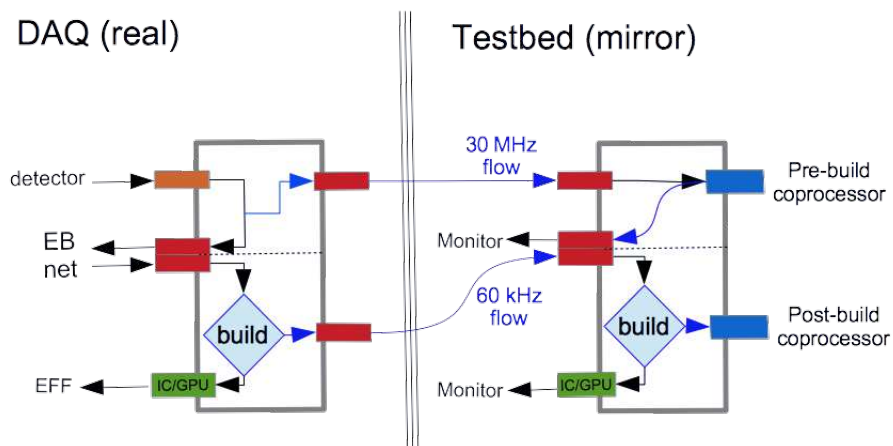 DAQ (real)
Testbed (mirror)
detector
EB
net
build
EFF
IC/GPU
30 MHz
flow
60 kHz
flow
Pre-build
coprocessor
Monitor
build
Post-build
coprocessor
Monitor
IC/GPU